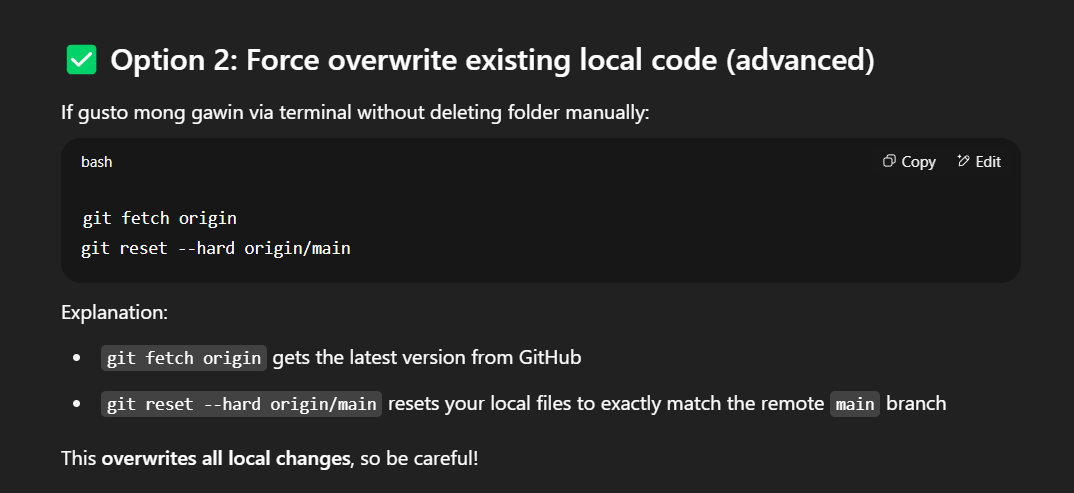 ✅ Option 2: Force overwrite existing local code (advanced)
If gusto mong gawin via terminal without deleting folder manually:
bash
Copy
Edit
git fetch origin
git reset --hard origin/main
Explanation:
• git fetch origin gets the latest version from GitHub
• git reset --hard origin/main resets your local files to exactly match the remote main branch
This overwrites all local changes, so be careful!